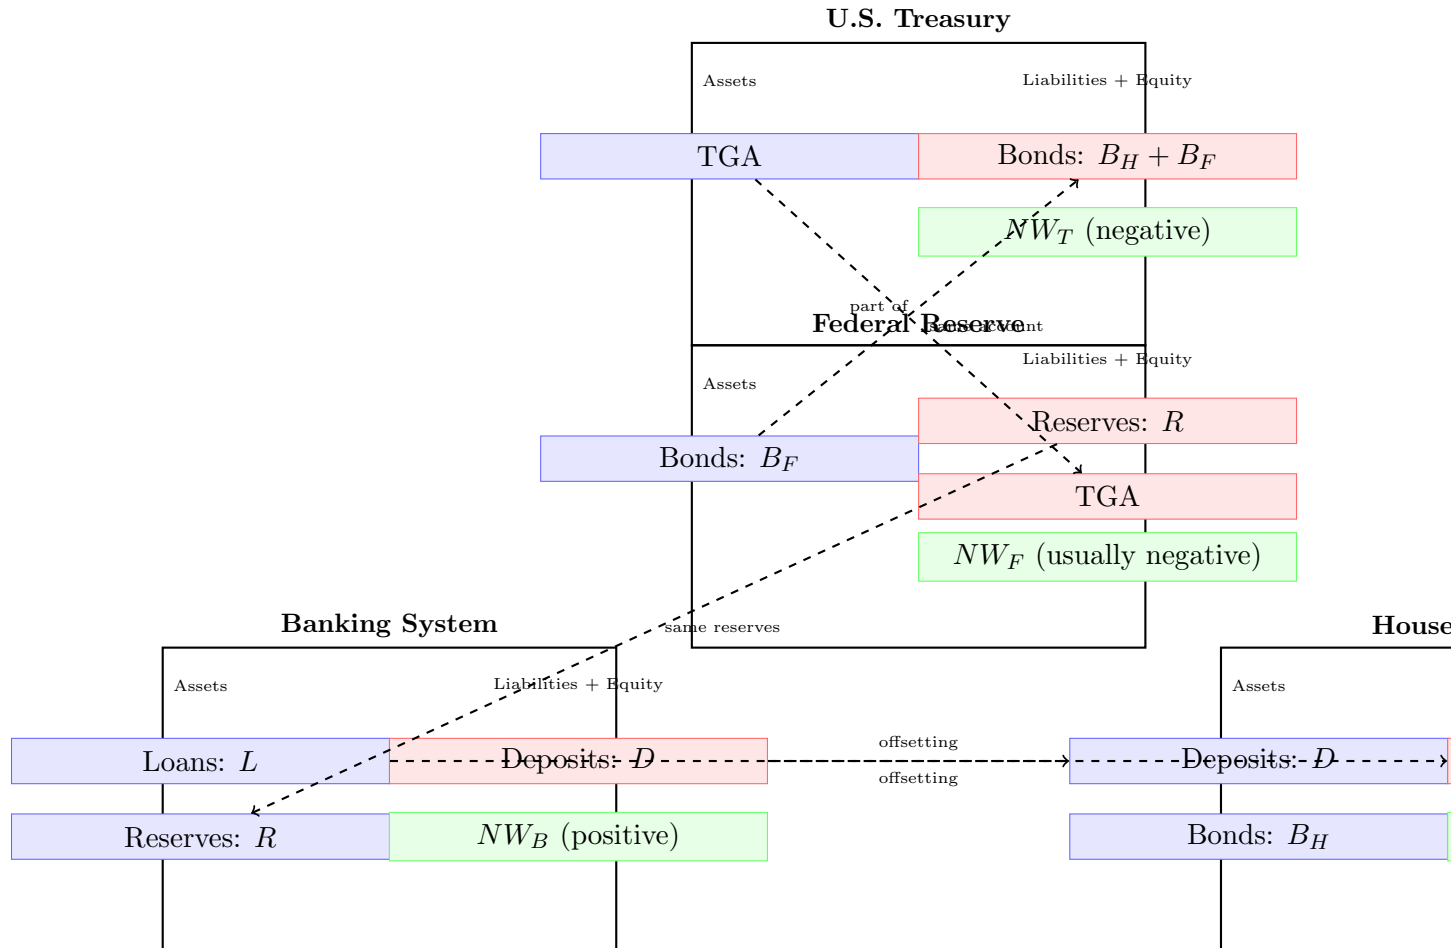 U.S. Treasury
Assets
Liabilities + Equity
TGA
Bonds: B_H + B_F
NW_T (negative)
part of
same account
Federal Reserve
Assets
Liabilities + Equity
Reserves: R
Bonds: B_F
TGA
NW_F (usually negative)
same reserves
Banking System
Assets
Liabilities + Equity
Loans: L
Deposits: D
Reserves: R
NW_B (positive)
offsetting
offsetting
House
Assets
Deposits: D
Bonds: B_H